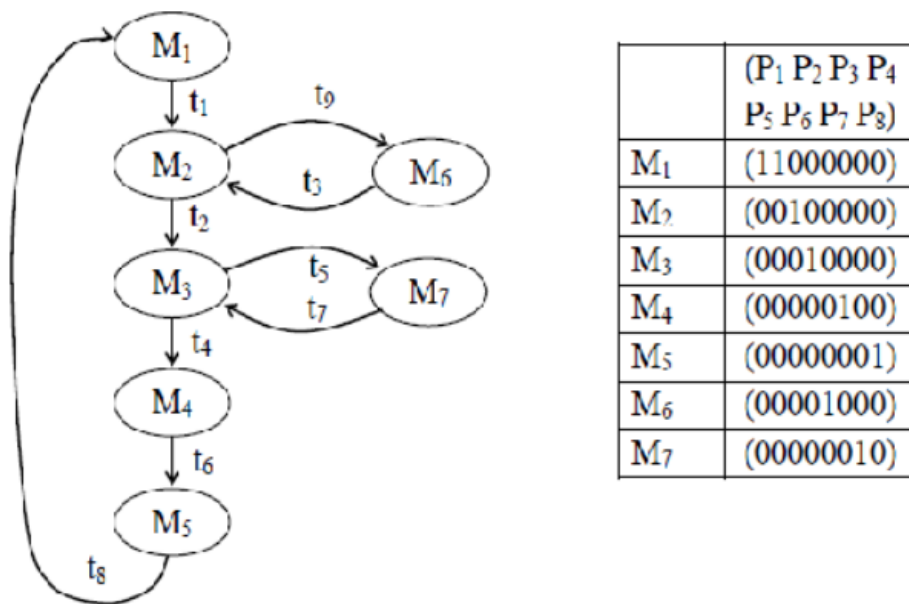 M₁
t₁
t₉
M₂
t₃
M₆
t₂
M₃
t₅
t₇
M₇
t₄
M₄
t₆
M₅
t₈
(P₁ P₂ P₃ P₄
P₅ P₆ P₇ P₈)
M₁ (11000000)
M₂ (00100000)
M₃ (00010000)
M₄ (00000100)
M₅ (00000001)
M₆ (00001000)
M₇ (00000010)